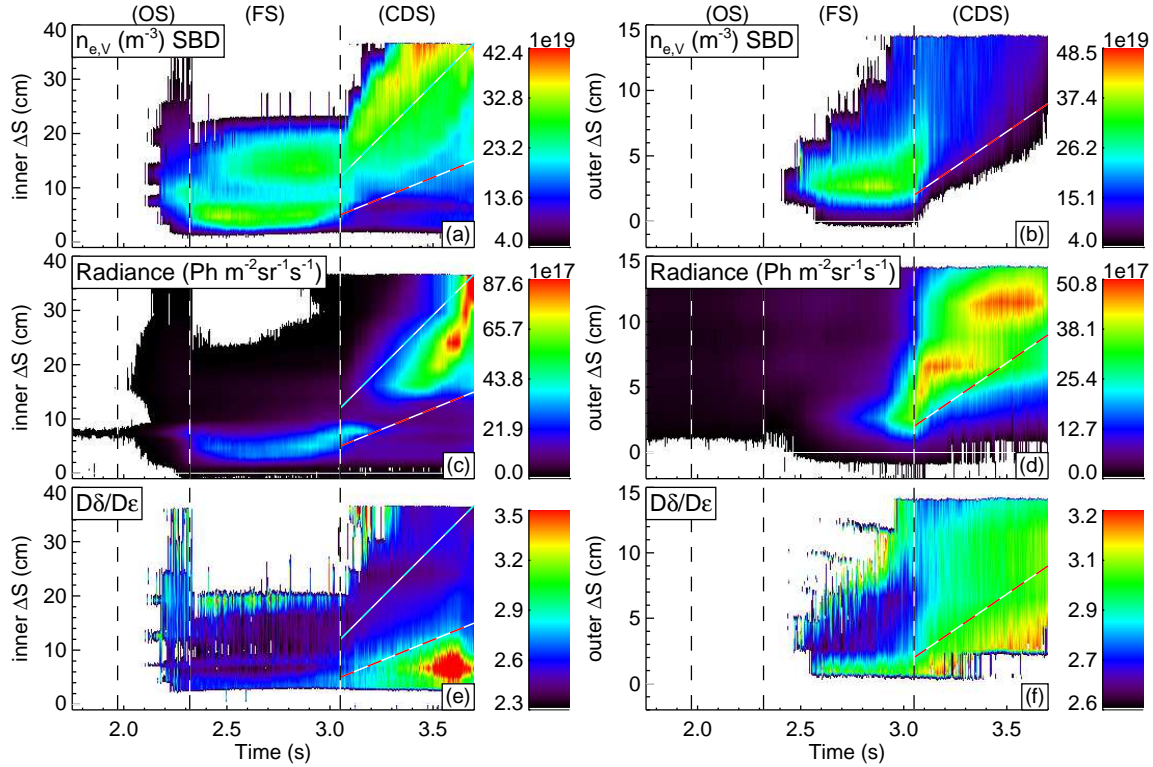 (OS) (FS) (CDS) (OS) (FS) (CDS)
n_e,V (m⁻³) SBD
inner ΔS (cm)
40
30
20
10
0
(a)
1e19
42.4
32.8
23.2
13.6
4.0
n_e,V (m⁻³) SBD
outer ΔS (cm)
15
10
5
0
(b)
1e19
48.5
37.4
26.2
15.1
4.0
Radiance (Ph m⁻²sr⁻¹s⁻¹)
inner ΔS (cm)
40
30
20
10
0
(c)
1e17
87.6
65.7
43.8
21.9
0.0
Radiance (Ph m⁻²sr⁻¹s⁻¹)
outer ΔS (cm)
15
10
5
0
(d)
1e17
50.8
38.1
25.4
12.7
0.0
Dδ/Dε
inner ΔS (cm)
40
30
20
10
0
(e)
3.5
3.2
2.9
2.6
2.3
2.0 2.5 3.0 3.5
Time (s)
Dδ/Dε
outer ΔS (cm)
15
10
5
0
(f)
3.2
3.1
2.9
2.7
2.6
2.0 2.5 3.0 3.5
Time (s)